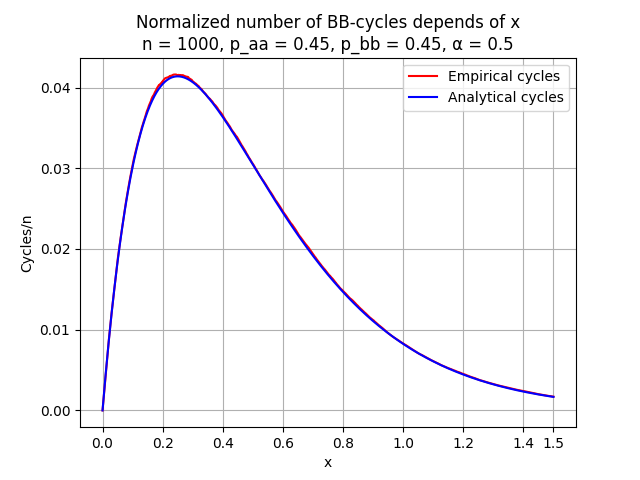 Normalized number of BB-cycles depends of x
n = 1000, p_aa = 0.45, p_bb = 0.45, α = 0.5
Empirical cycles
Analytical cycles
0.04
0.03
0.02
0.01
0.00
Cycles/n
0.0 0.2 0.4 0.6 0.8 1.0 1.2 1.4 1.5
x